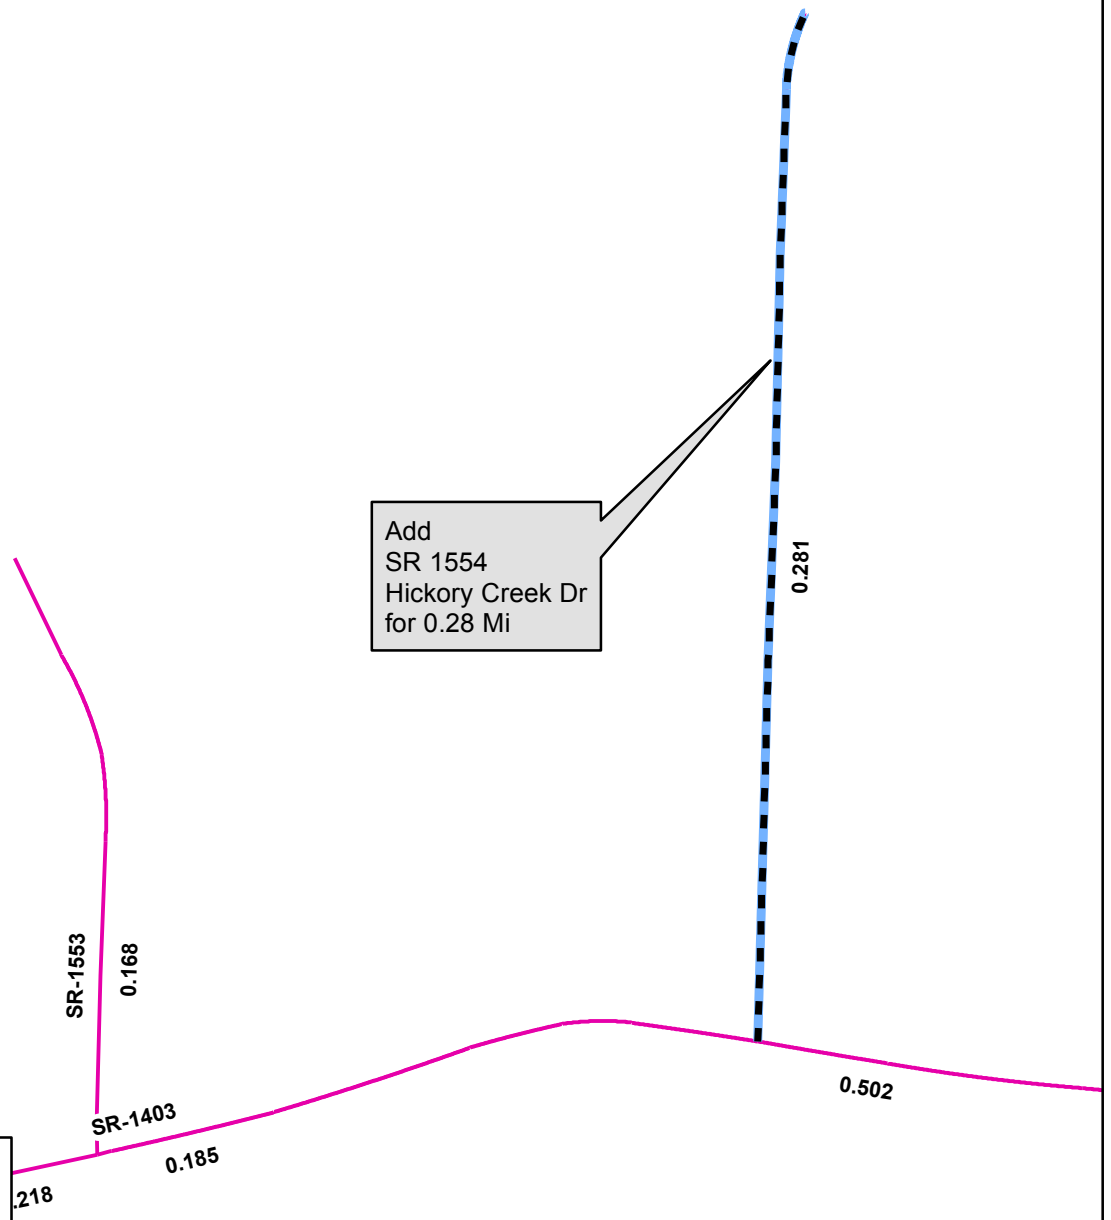 Add
SR 1554
Hickory Creek Dr
for 0.28 Mi
0.281
SR-1553
0.168
SR-1403
0.185
.218
0.502